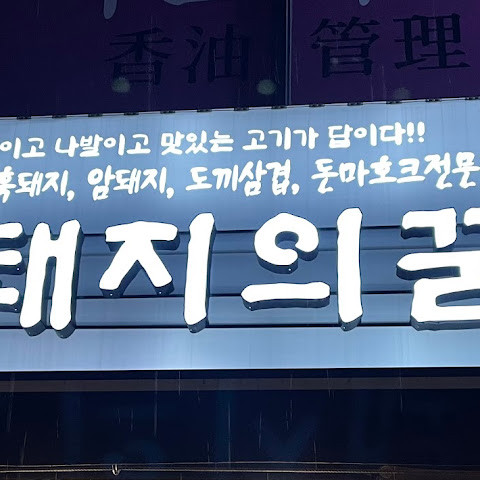 香油 管理
이고 나발이고 맛있는 고기가 답이다!!
흑돼지, 암돼지, 도끼삼겹, 돈마호크전문
돼지의꿈